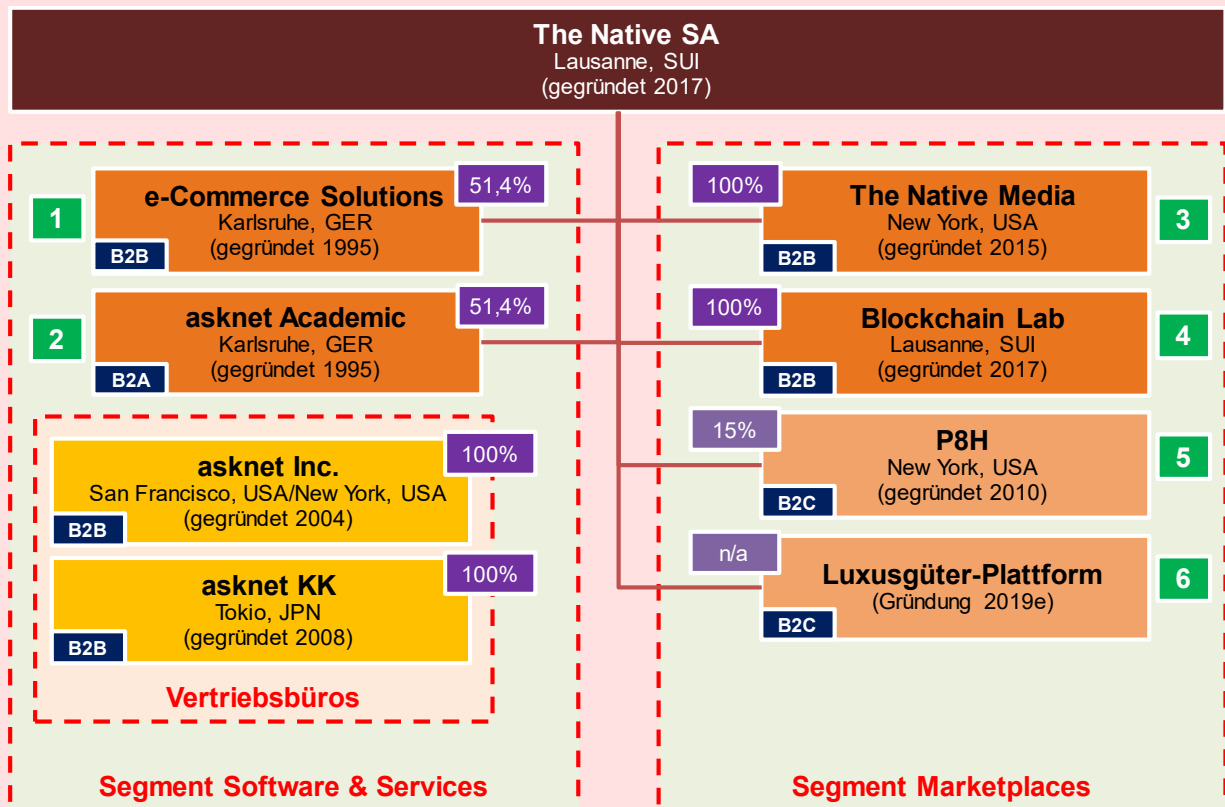 The Native SA
Lausanne, SUI
(gegründet 2017)
1
e-Commerce Solutions
Karlsruhe, GER
(gegründet 1995)
B2B
51,4%
2
asknet Academic
Karlsruhe, GER
(gegründet 1995)
B2A
51,4%
asknet Inc.
San Francisco, USA/New York, USA
(gegründet 2004)
B2B
100%
asknet KK
Tokio, JPN
(gegründet 2008)
B2B
100%
Vertriebsbüros
Segment Software & Services
100%
The Native Media
New York, USA
(gegründet 2015)
B2B
3
100%
Blockchain Lab
Lausanne, SUI
(gegründet 2017)
B2B
4
15%
P8H
New York, USA
(gegründet 2010)
B2C
5
n/a
Luxusgüter-Plattform
(Gründung 2019e)
B2C
6
Segment Marketplaces